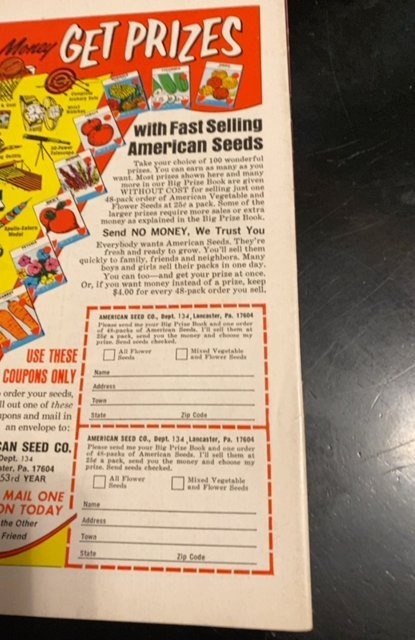 Money GET PRIZES
with Fast Selling
American Seeds
Take your choice of 100 wonderful
prizes. You can earn as many as you
want. Most prizes shown here and many
more in our Big Prize Book are given
WITHOUT COST for selling just one
48-pack order of American Vegetable and
Flower Seeds at 25¢ a pack. Some of the
larger prizes require more sales or extra
money as explained in the Big Prize Book.
Send NO MONEY, We Trust You
Everybody wants American Seeds. They're
fresh and ready to grow. You'll sell them
quickly to family, friends and neighbors. Many
boys and girls sell their packs in one day.
You can too—and get your prize at once.
Or, if you want money instead of a prize, keep
$4.00 for every 48-pack order you sell.
Complete
Archery Sets
Wrist
Watches
Telescope
Apollo-Saturn
Model
USE THESE
COUPONS ONLY
order your seeds,
ll out one of these
upons and mail in
an envelope to:
CAN SEED CO.
Dept. 134
ster, Pa. 17604
53rd YEAR
MAIL ONE
ON TODAY
the Other
Friend
AMERICAN SEED CO., Dept. 134, Lancaster, Pa. 17604
Please send me your Big Prize Book and one order
of 48-packs of American Seeds. I'll sell them at
25¢ a pack, send you the money and choose my
prize. Send seeds checked.
All Flower
Seeds
Mixed Vegetable
and Flower Seeds
Name
Address
Town
State Zip Code
AMERICAN SEED CO., Dept. 134, Lancaster, Pa. 17604
Please send me your Big Prize Book and one order
of 48-packs of American Seeds. I'll sell them at
25¢ a pack, send you the money and choose my
prize. Send seeds checked.
All Flower
Seeds
Mixed Vegetable
and Flower Seeds
Name
Address
Town
State Zip Code